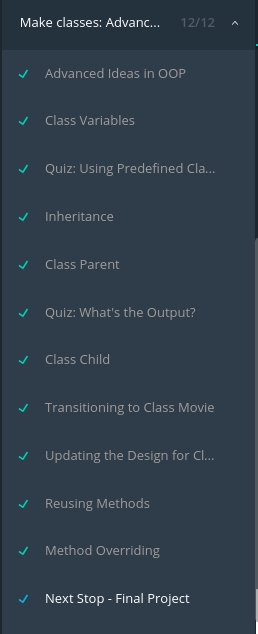 Make classes: Advanc... 12/12
Advanced Ideas in OOP
Class Variables
Quiz: Using Predefined Cla...
Inheritance
Class Parent
Quiz: What's the Output?
Class Child
Transitioning to Class Movie
Updating the Design for Cl...
Reusing Methods
Method Overriding
Next Stop - Final Project